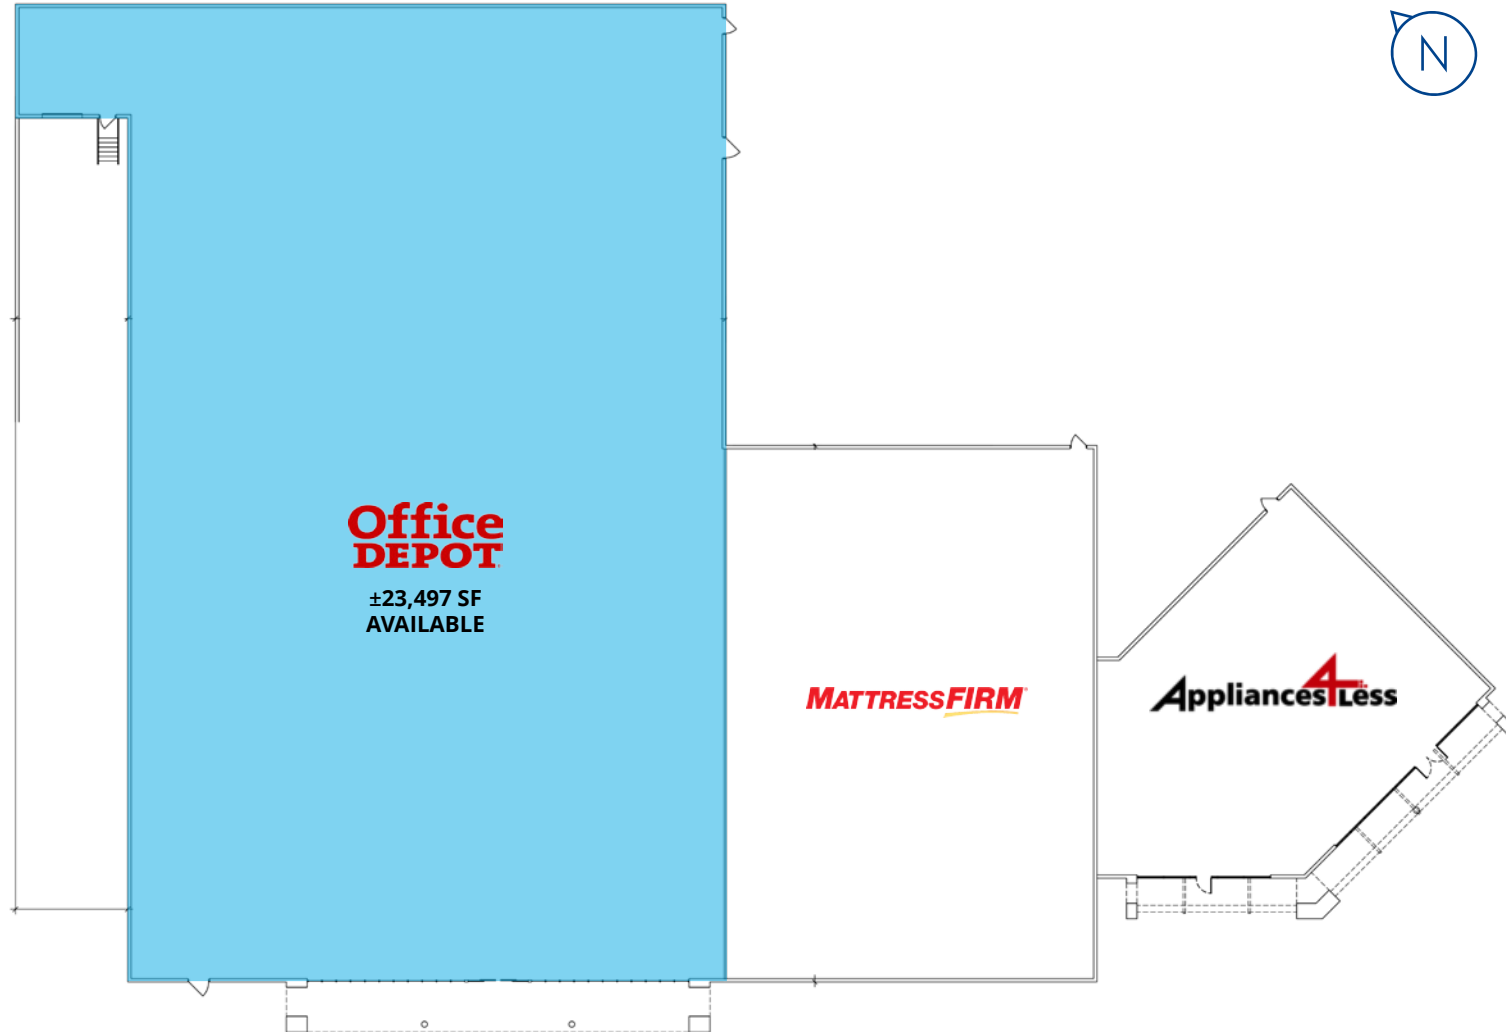 N
Office
DEPOT
±23,497 SF
AVAILABLE
MATTRESSFIRM®
Appliances4Less